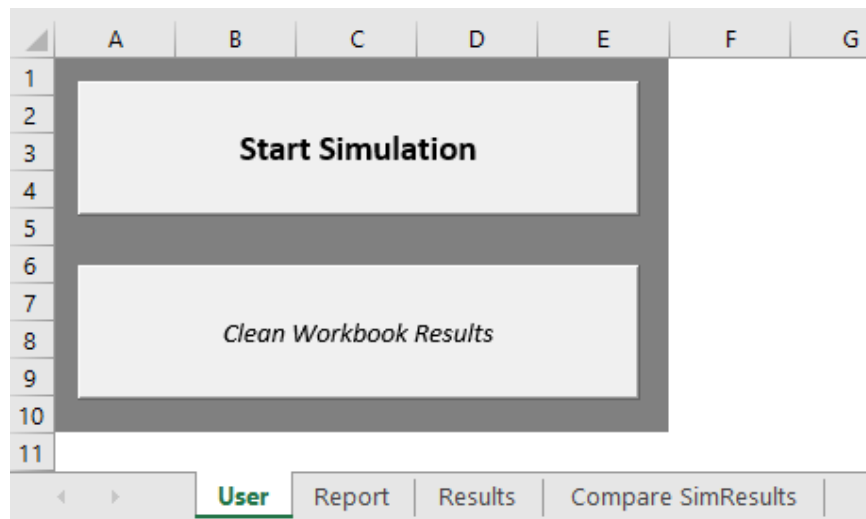 A B C D E F G
1
2
3
4
5
6
7
8
9
10
11
Start Simulation
Clean Workbook Results
User Report Results Compare SimResults